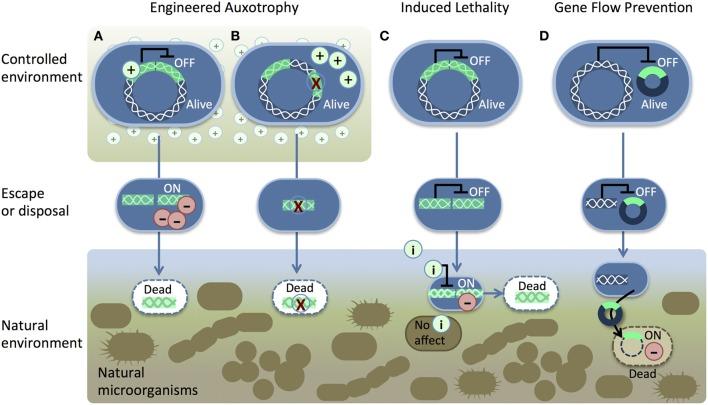 Engineered Auxotrophy
Induced Lethality
Gene Flow Prevention
Controlled
environment
A
+
OFF
Alive
B
+
+
+
+
X
Alive
C
OFF
Alive
D
OFF
Alive
+ + + + + +
+ + + + + + + +
Escape
or disposal
ON
−
−
−
X
OFF
OFF
Natural
environment
Dead
Dead
X
i
i
ON
−
Dead
No i
affect
ON
−
Dead
Natural
microorganisms